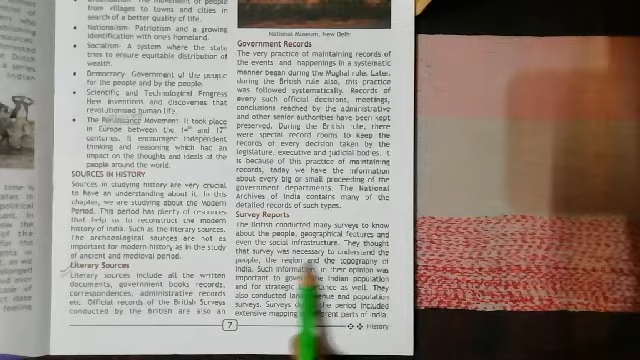 from villages to towns and cities in
search of a better quality of life.
Nationalism- Patriotism and a growing
identification with one's homeland.
Socialism- A system where the state
tries to ensure equitable distribution of
wealth.
Democracy- Government of the people
for the people and by the people.
Scientific and Technological Progress
New inventions and discoveries that
revolutionised human life.
The Renaissance Movement- It took place
in Europe between the 14th and 17th
centuries. It encouraged independent
thinking and reasoning which had an
impact on the thoughts and ideals of the
people around the world.
SOURCES IN HISTORY
Sources in studying history are very crucial
to have an understanding about it. In this
chapter, we are studying about the Modern
Period. This period has plenty of resources
that help us to reconstruct the modern
history of India. Such as the literary sources.
The archaeological sources are not as
important for modern history as in the study
of ancient and medieval period.
Literary Sources
Literary sources include all the written
documents, government books records,
correspondences, administrative records
etc. Official records of the British Surveys
conducted by the British are also an
National Museum, New Delhi
Government Records
The very practice of maintaining records of
the events and happenings in a systematic
manner began during the Mughal rule. Later,
during the British rule also, this practice
was followed systematically. Records of
every such official decisions, meetings,
conclusions reached by the administrative
and other senior authorities have been kept
preserved. During the British rule, there
were special record rooms to keep the
records of every decision taken by the
legislature, executive and judicial bodies. It
is because of this practice of maintaining
records, today we have the information
about every big or small proceeding of the
government departments. The National
Archives of India contains many of the
detailed records of such types.
Survey Reports
The British conducted many surveys to know
about the people, geographical features and
even the social infrastructure. They thought
that survey was necessary to understand the
people, the region and the topography of
India. Such information in their opinion was
important to govern the Indian population
and for strategic as well. They
also conducted land and population
surveys. Surveys the period included
extensive mapping different parts of India.
7
History